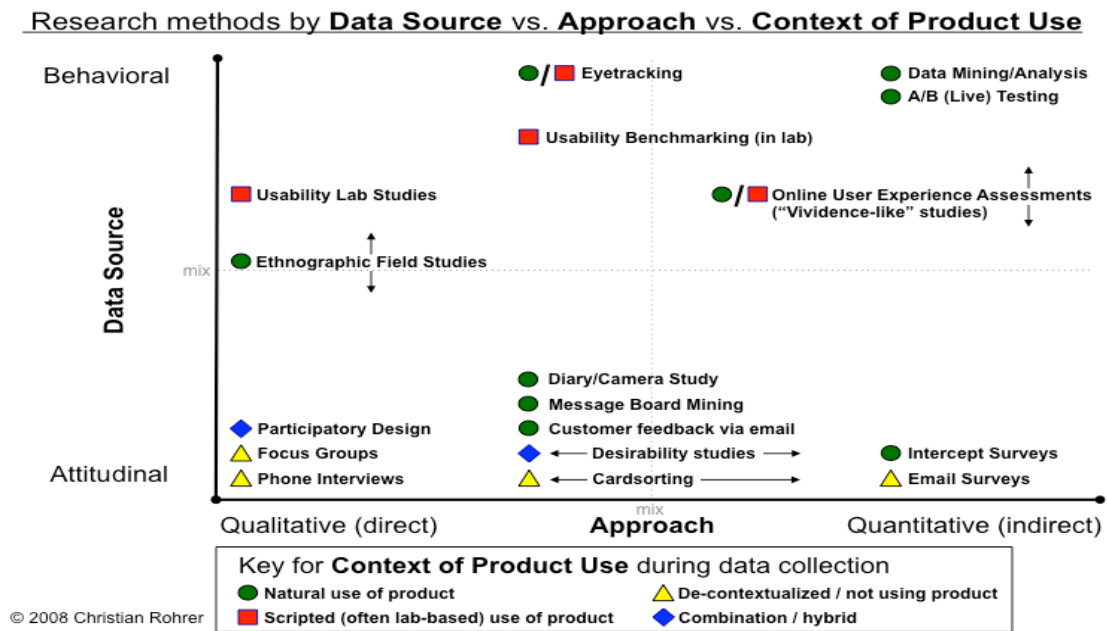 Research methods by Data Source vs. Approach vs. Context of Product Use
Behavioral
/ Eyetracking
Data Mining/Analysis
A/B (Live) Testing
Usability Benchmarking (in lab)
Usability Lab Studies
/ Online User Experience Assessments
(“Vividence-like” studies)
Ethnographic Field Studies
mix
Data Source
Diary/Camera Study
Message Board Mining
Participatory Design
Customer feedback via email
Focus Groups
Desirability studies
Intercept Surveys
Attitudinal
Phone Interviews
Cardsorting
Email Surveys
mix
Qualitative (direct)
Approach
Quantitative (indirect)
Key for Context of Product Use during data collection
Natural use of product
De-contextualized / not using product
Scripted (often lab-based) use of product
Combination / hybrid
© 2008 Christian Rohrer